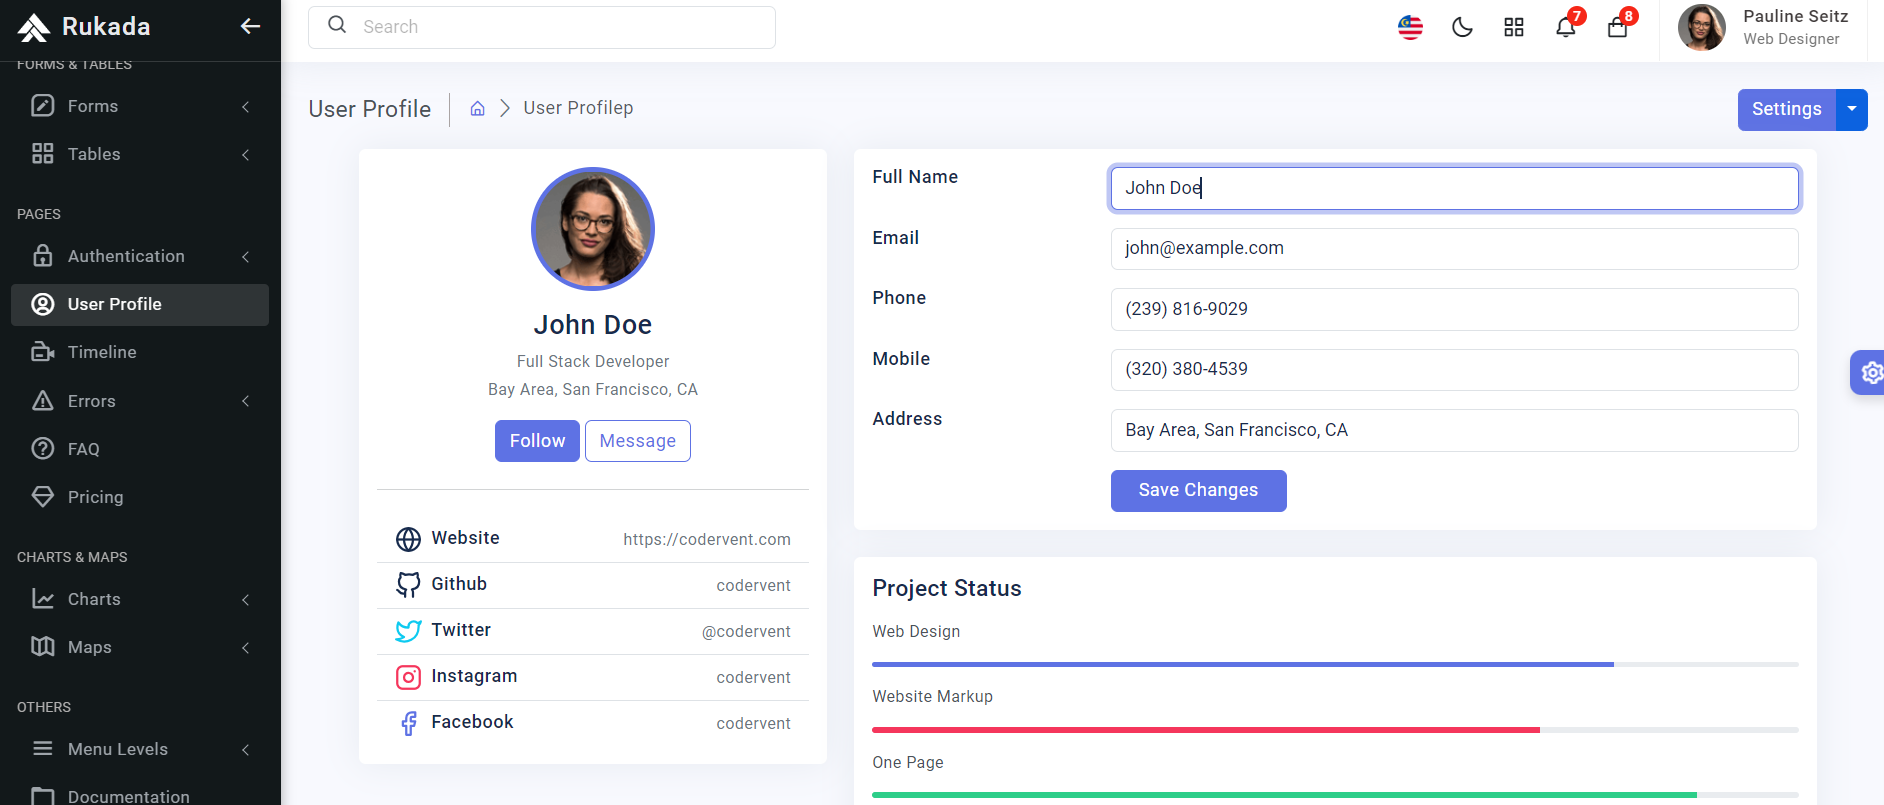 Rukada
Search
7
8
Pauline Seitz
Web Designer
FORMS & TABLES
Forms
Tables
PAGES
Authentication
User Profile
Timeline
Errors
FAQ
Pricing
CHARTS & MAPS
Charts
Maps
OTHERS
Menu Levels
Documentation
User Profile
User Profilep
Settings
John Doe
Full Stack Developer
Bay Area, San Francisco, CA
Follow
Message
Website https://codervent.com
Github codervent
Twitter @codervent
Instagram codervent
Facebook codervent
Full Name John Doe
Email john@example.com
Phone (239) 816-9029
Mobile (320) 380-4539
Address Bay Area, San Francisco, CA
Save Changes
Project Status
Web Design
Website Markup
One Page